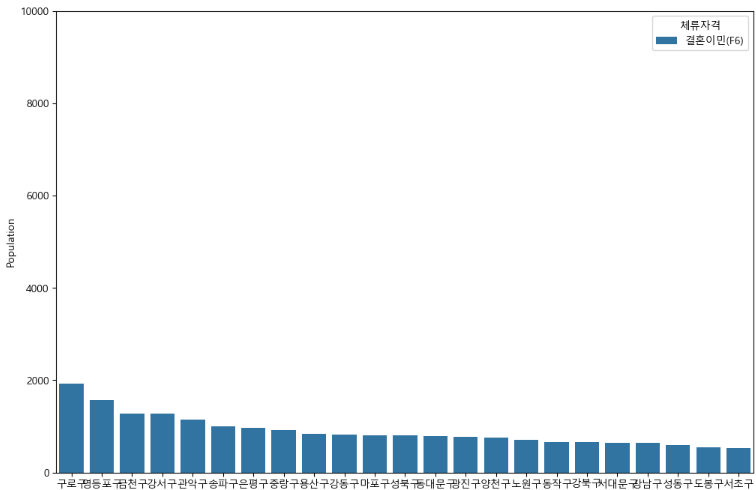 10000
체류자격
결혼이민(F6)
8000
6000
Population
4000
2000
0
구로구 영등포구 금천구 강서구 관악구 송파구 은평구 중랑구 용산구 강동구 마포구 성북구 동대문구 광진구 양천구 노원구 동작구 강북구 서대문구 강남구 성동구 도봉구 서초구